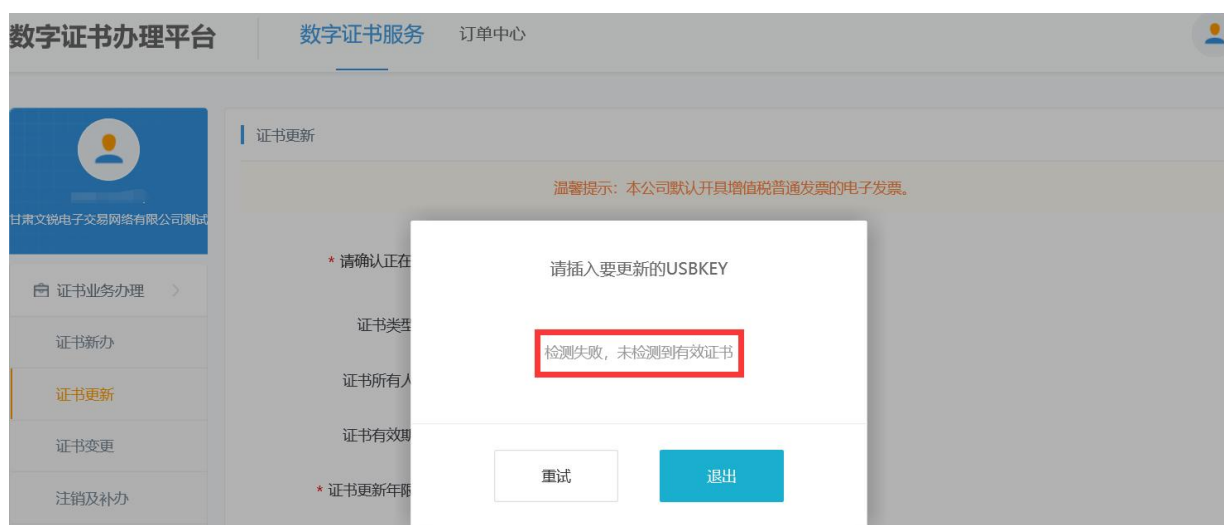 数字证书办理平台
数字证书服务
订单中心
甘肃文锐电子交易网络有限公司测试
证书业务办理
证书新办
证书更新
证书变更
注销及补办
证书更新
温馨提示：本公司默认开具增值税普通发票的电子发票。
* 请确认正在
证书类型
证书所有人
证书有效期
* 证书更新年限
请插入要更新的USBKEY
检测失败，未检测到有效证书
重试
退出